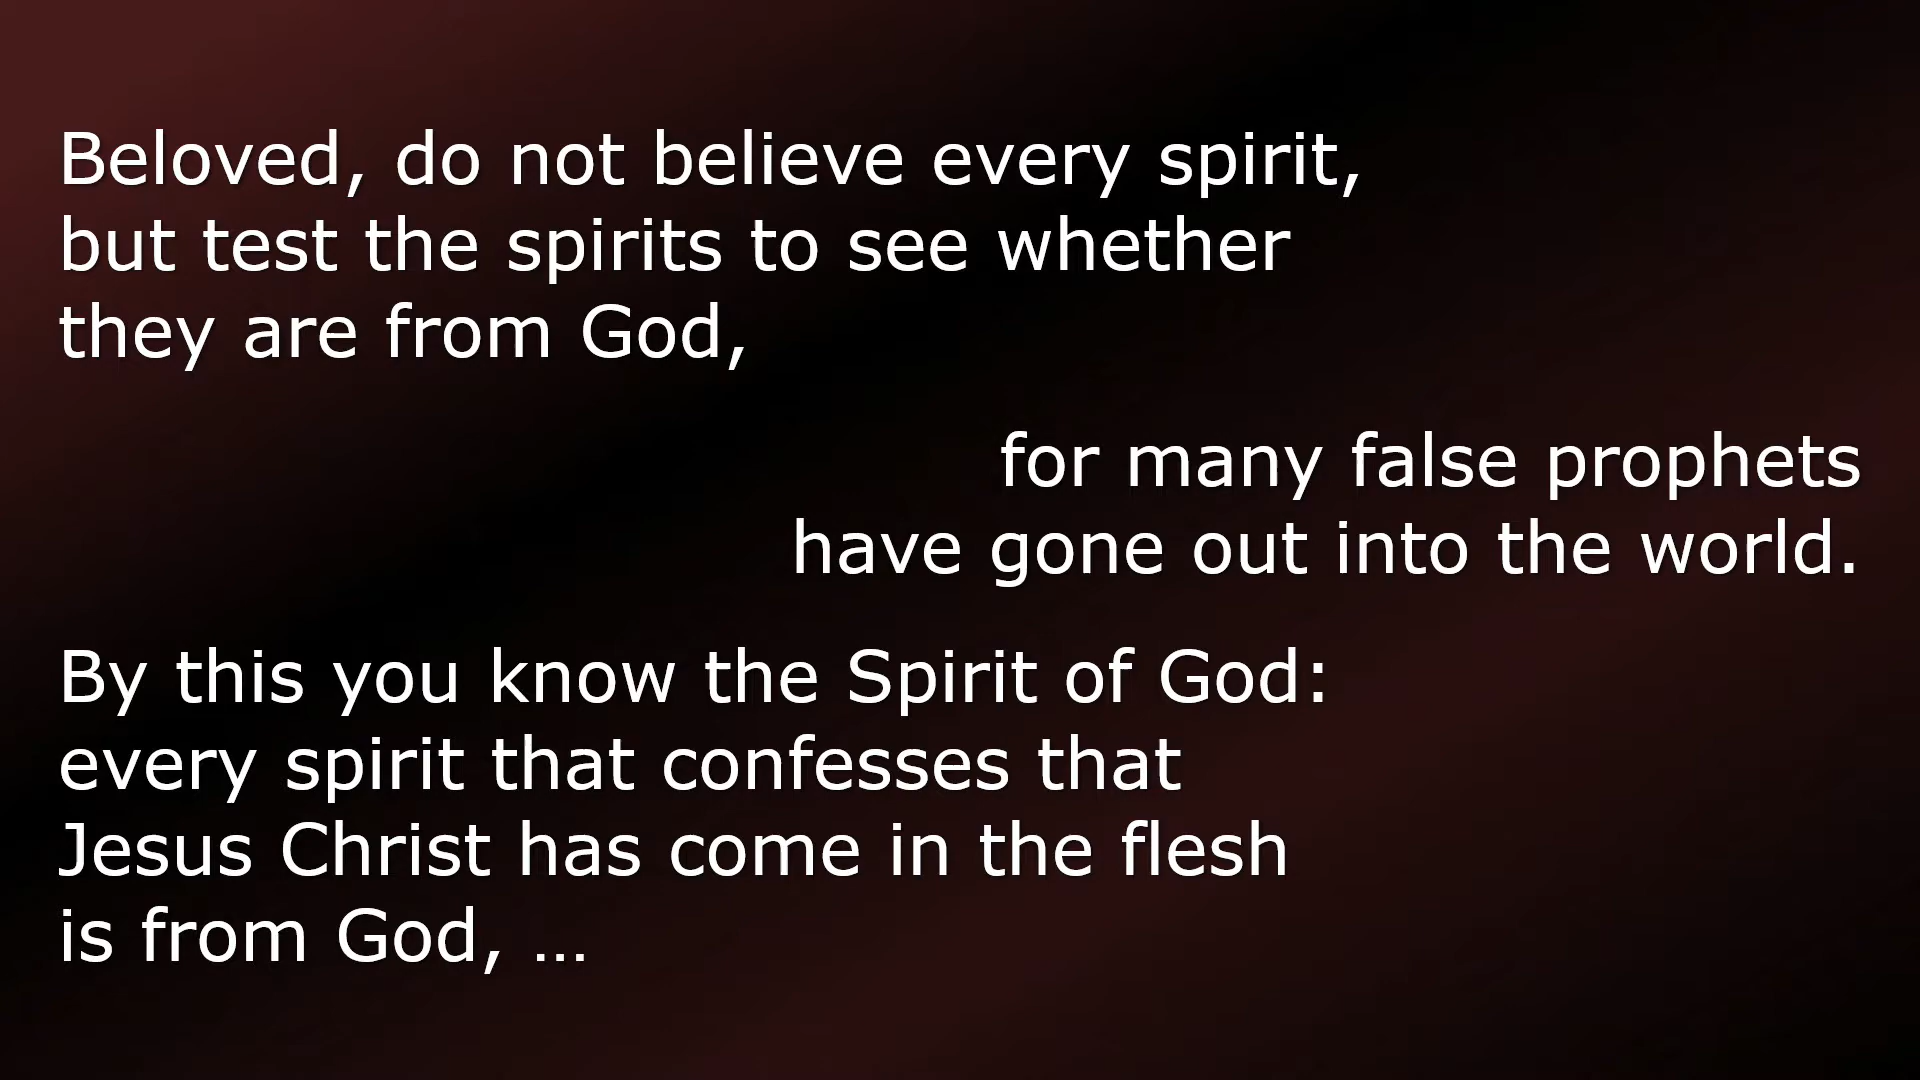 Beloved, do not believe every spirit,
but test the spirits to see whether
they are from God,
for many false prophets
have gone out into the world.
By this you know the Spirit of God:
every spirit that confesses that
Jesus Christ has come in the flesh
is from God, ...